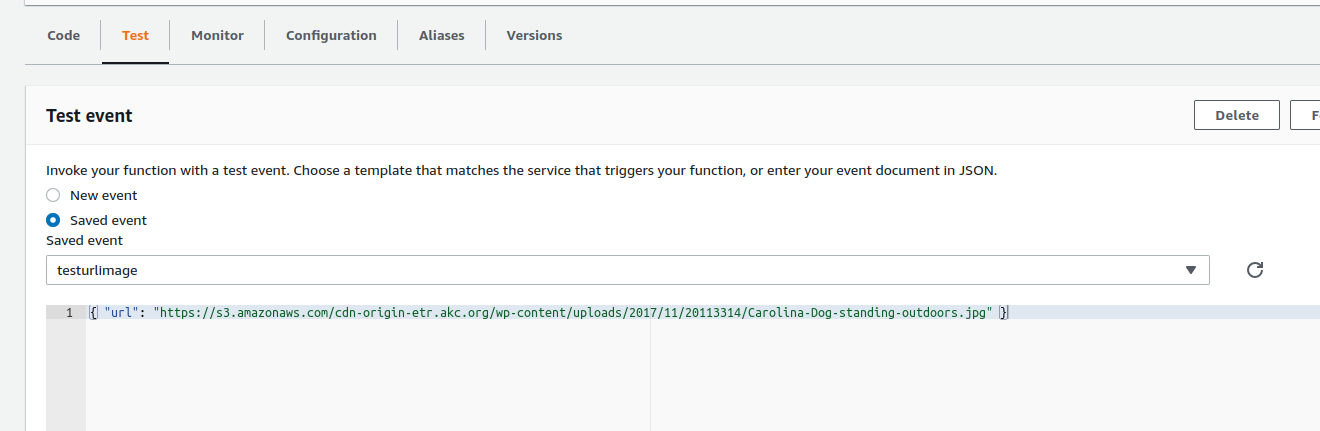 Code Test Monitor Configuration Aliases Versions
Test event
Delete
Invoke your function with a test event. Choose a template that matches the service that triggers your function, or enter your event document in JSON.
New event
Saved event
Saved event
testurlimage
1 { "url": "https://s3.amazonaws.com/cdn-origin-etr.akc.org/wp-content/uploads/2017/11/20113314/Carolina-Dog-standing-outdoors.jpg" }